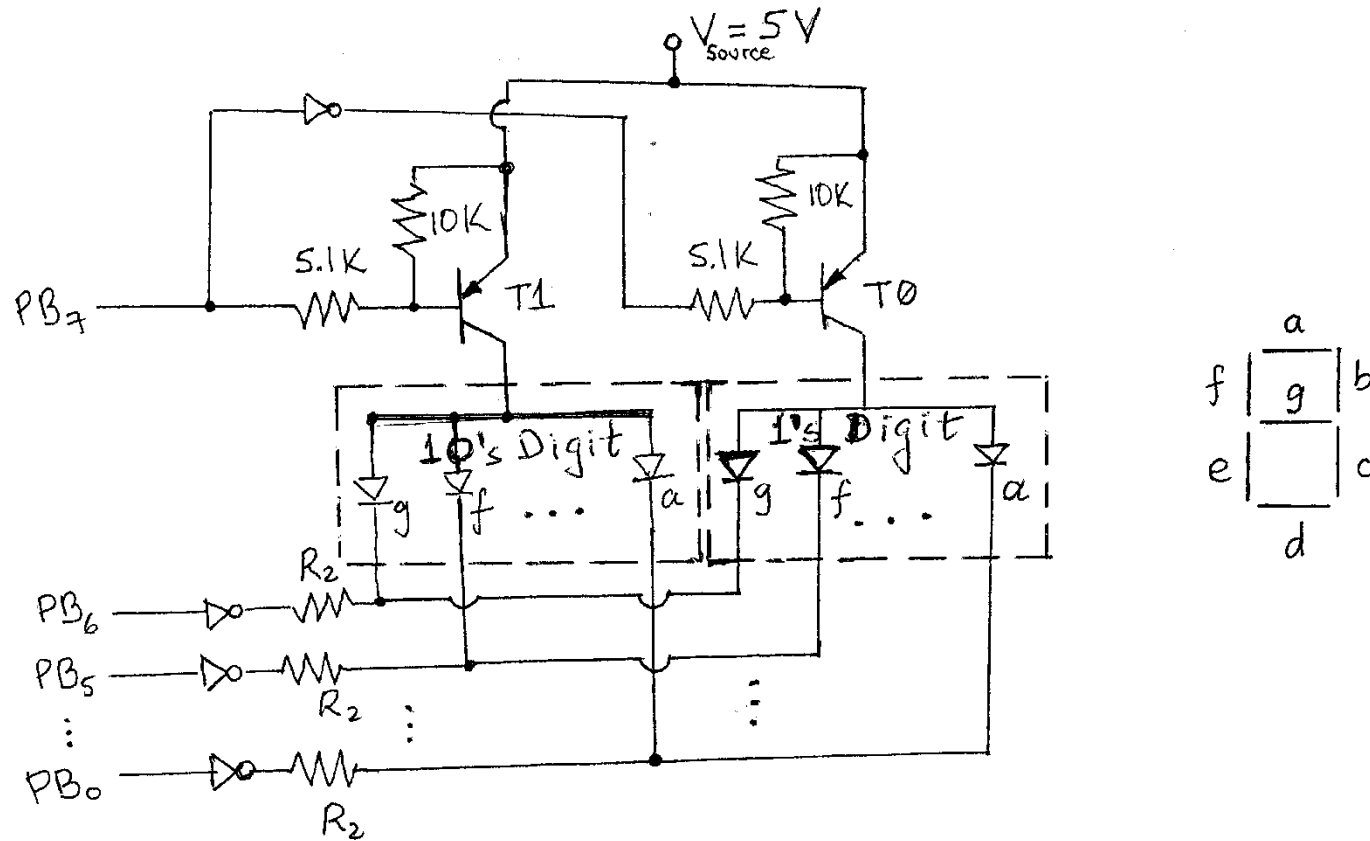 V = 5 V
Source
10K
10K
5.1K
5.1K
PB7
T1
T0
a
f
b
g
e
c
d
10's Digit
1's Digit
g
f
...
a
g
f
...
a
R2
PB6
PB5
R2
PB0
R2